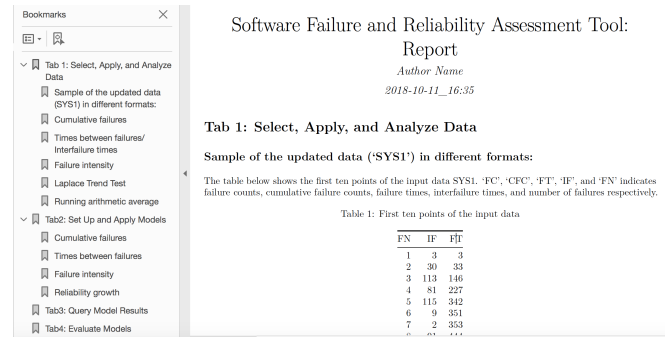 Bookmarks
Tab 1: Select, Apply, and Analyze
Data
Sample of the updated data
(SYS1) in different formats:
Cumulative failures
Times between failures/
Interfailure times
Failure intensity
Laplace Trend Test
Running arithmetic average
Tab2: Set Up and Apply Models
Cumulative failures
Times between failures
Failure intensity
Reliability growth
Tab3: Query Model Results
Tab4: Evaluate Models
Software Failure and Reliability Assessment Tool:
Report
Author Name
2018-10-11_16:35
Tab 1: Select, Apply, and Analyze Data
Sample of the updated data (‘SYS1’) in different formats:
The table below shows the first ten points of the input data SYS1. ‘FC’, ‘CFC’, ‘FT’, ‘IF’, and ‘FN’ indicates
failure counts, cumulative failure counts, failure times, interfailure times, and number of failures respectively.
Table 1: First ten points of the input data
FN IF FT
1 3 3
2 30 33
3 113 146
4 81 227
5 115 342
6 9 351
7 2 353